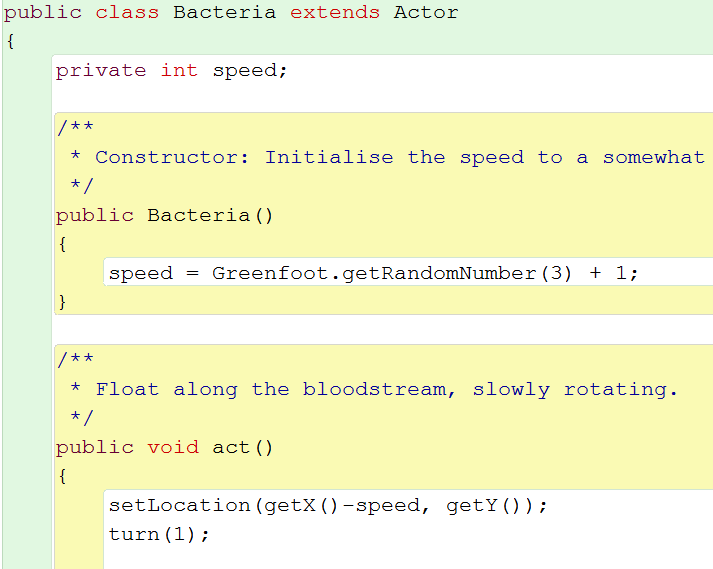 public class Bacteria extends Actor
{
private int speed;
/**
* Constructor: Initialise the speed to a somewhat
*/
public Bacteria()
{
speed = Greenfoot.getRandomNumber(3) + 1;
}
/**
* Float along the bloodstream, slowly rotating.
*/
public void act()
{
setLocation(getX()-speed, getY());
turn(1);